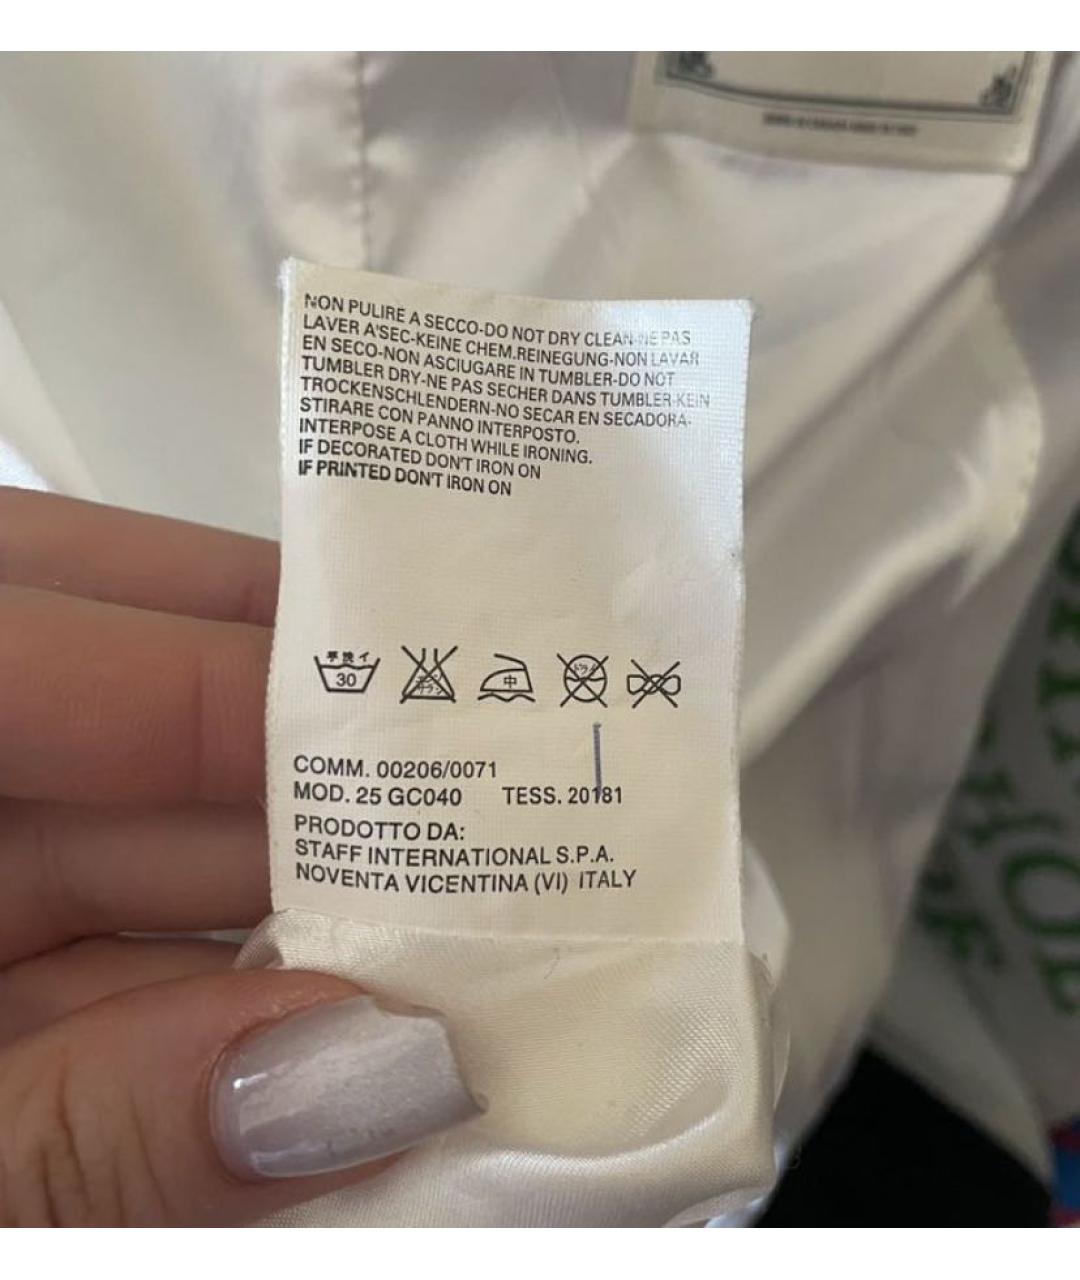 NON PULIRE A SECCO-DO NOT DRY CLEAN-NE PAS
LAVER A'SEC-KEINE CHEM.REINEGUNG-NON LAVAR
EN SECO-NON ASCIUGARE IN TUMBLER-DO NOT
TUMBLER DRY-NE PAS SECHER DANS TUMBLER-KEIN
TROCKENSCHLENDERN-NO SECAR EN SECADORA-
STIRARE CON PANNO INTERPOSTO.
INTERPOSE A CLOTH WHILE IRONING.
IF DECORATED DON'T IRON ON
IF PRINTED DON'T IRON ON
手洗イ
30
中
COMM. 00206/0071
MOD. 25 GC040 TESS. 20181
PRODOTTO DA:
STAFF INTERNATIONAL S.P.A.
NOVENTA VICENTINA (VI) ITALY